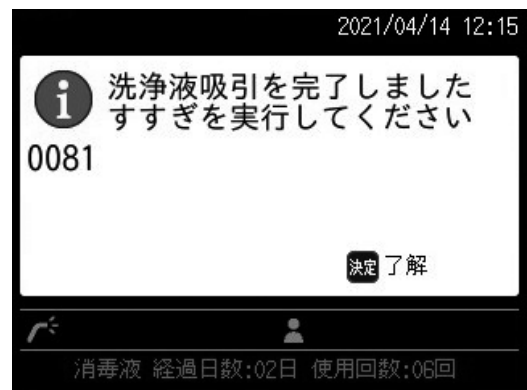 2021/04/14 12:15
洗浄液吸引を完了しました
すすぎを実行してください
0081
決定 了解
消毒液 経過日数:02日 使用回数:06回